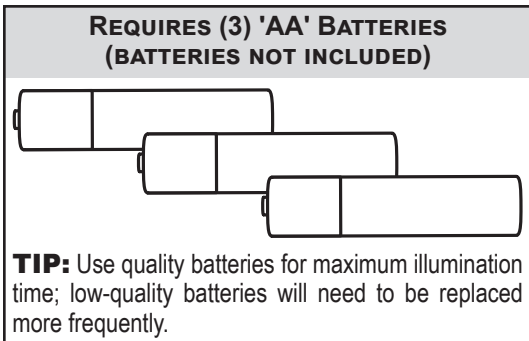 REQUIRES (3) 'AA' BATTERIES
(BATTERIES NOT INCLUDED)
TIP: Use quality batteries for maximum illumination
time; low-quality batteries will need to be replaced
more frequently.